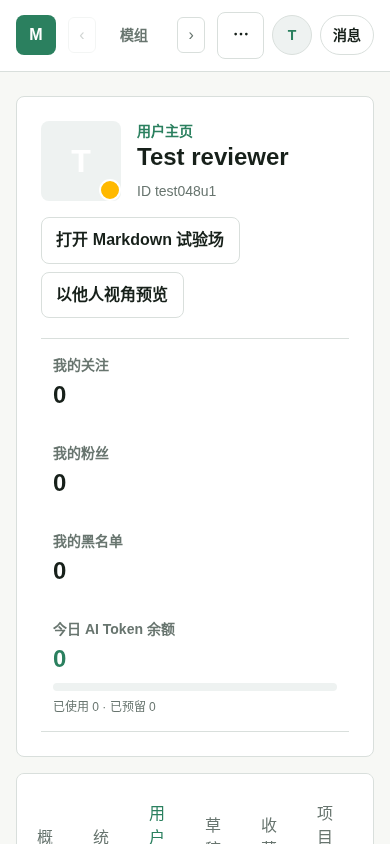 M ‹ 模组 › ··· T 消息
T
用户主页
Test reviewer
ID test048u1
打开 Markdown 试验场
以他人视角预览
我的关注
0
我的粉丝
0
我的黑名单
0
今日 AI Token 余额
0
已使用 0 · 已预留 0
概 统 用户 草 收 项目